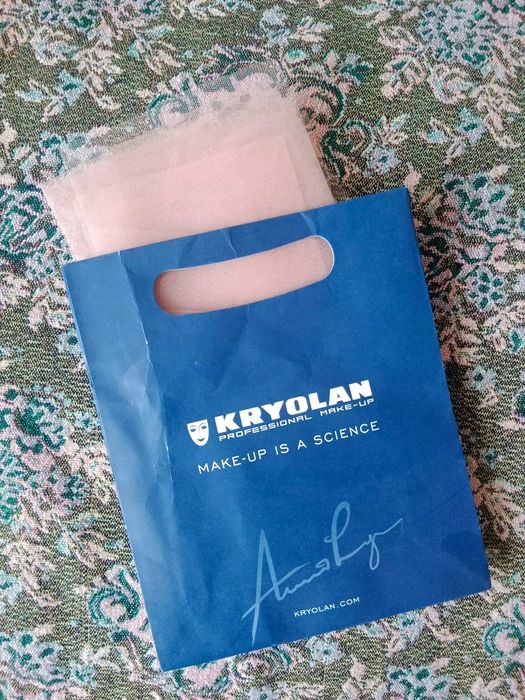 KRYOLAN
PROFESSIONAL MAKE-UP
MAKE-UP IS A SCIENCE
KRYOLAN.COM